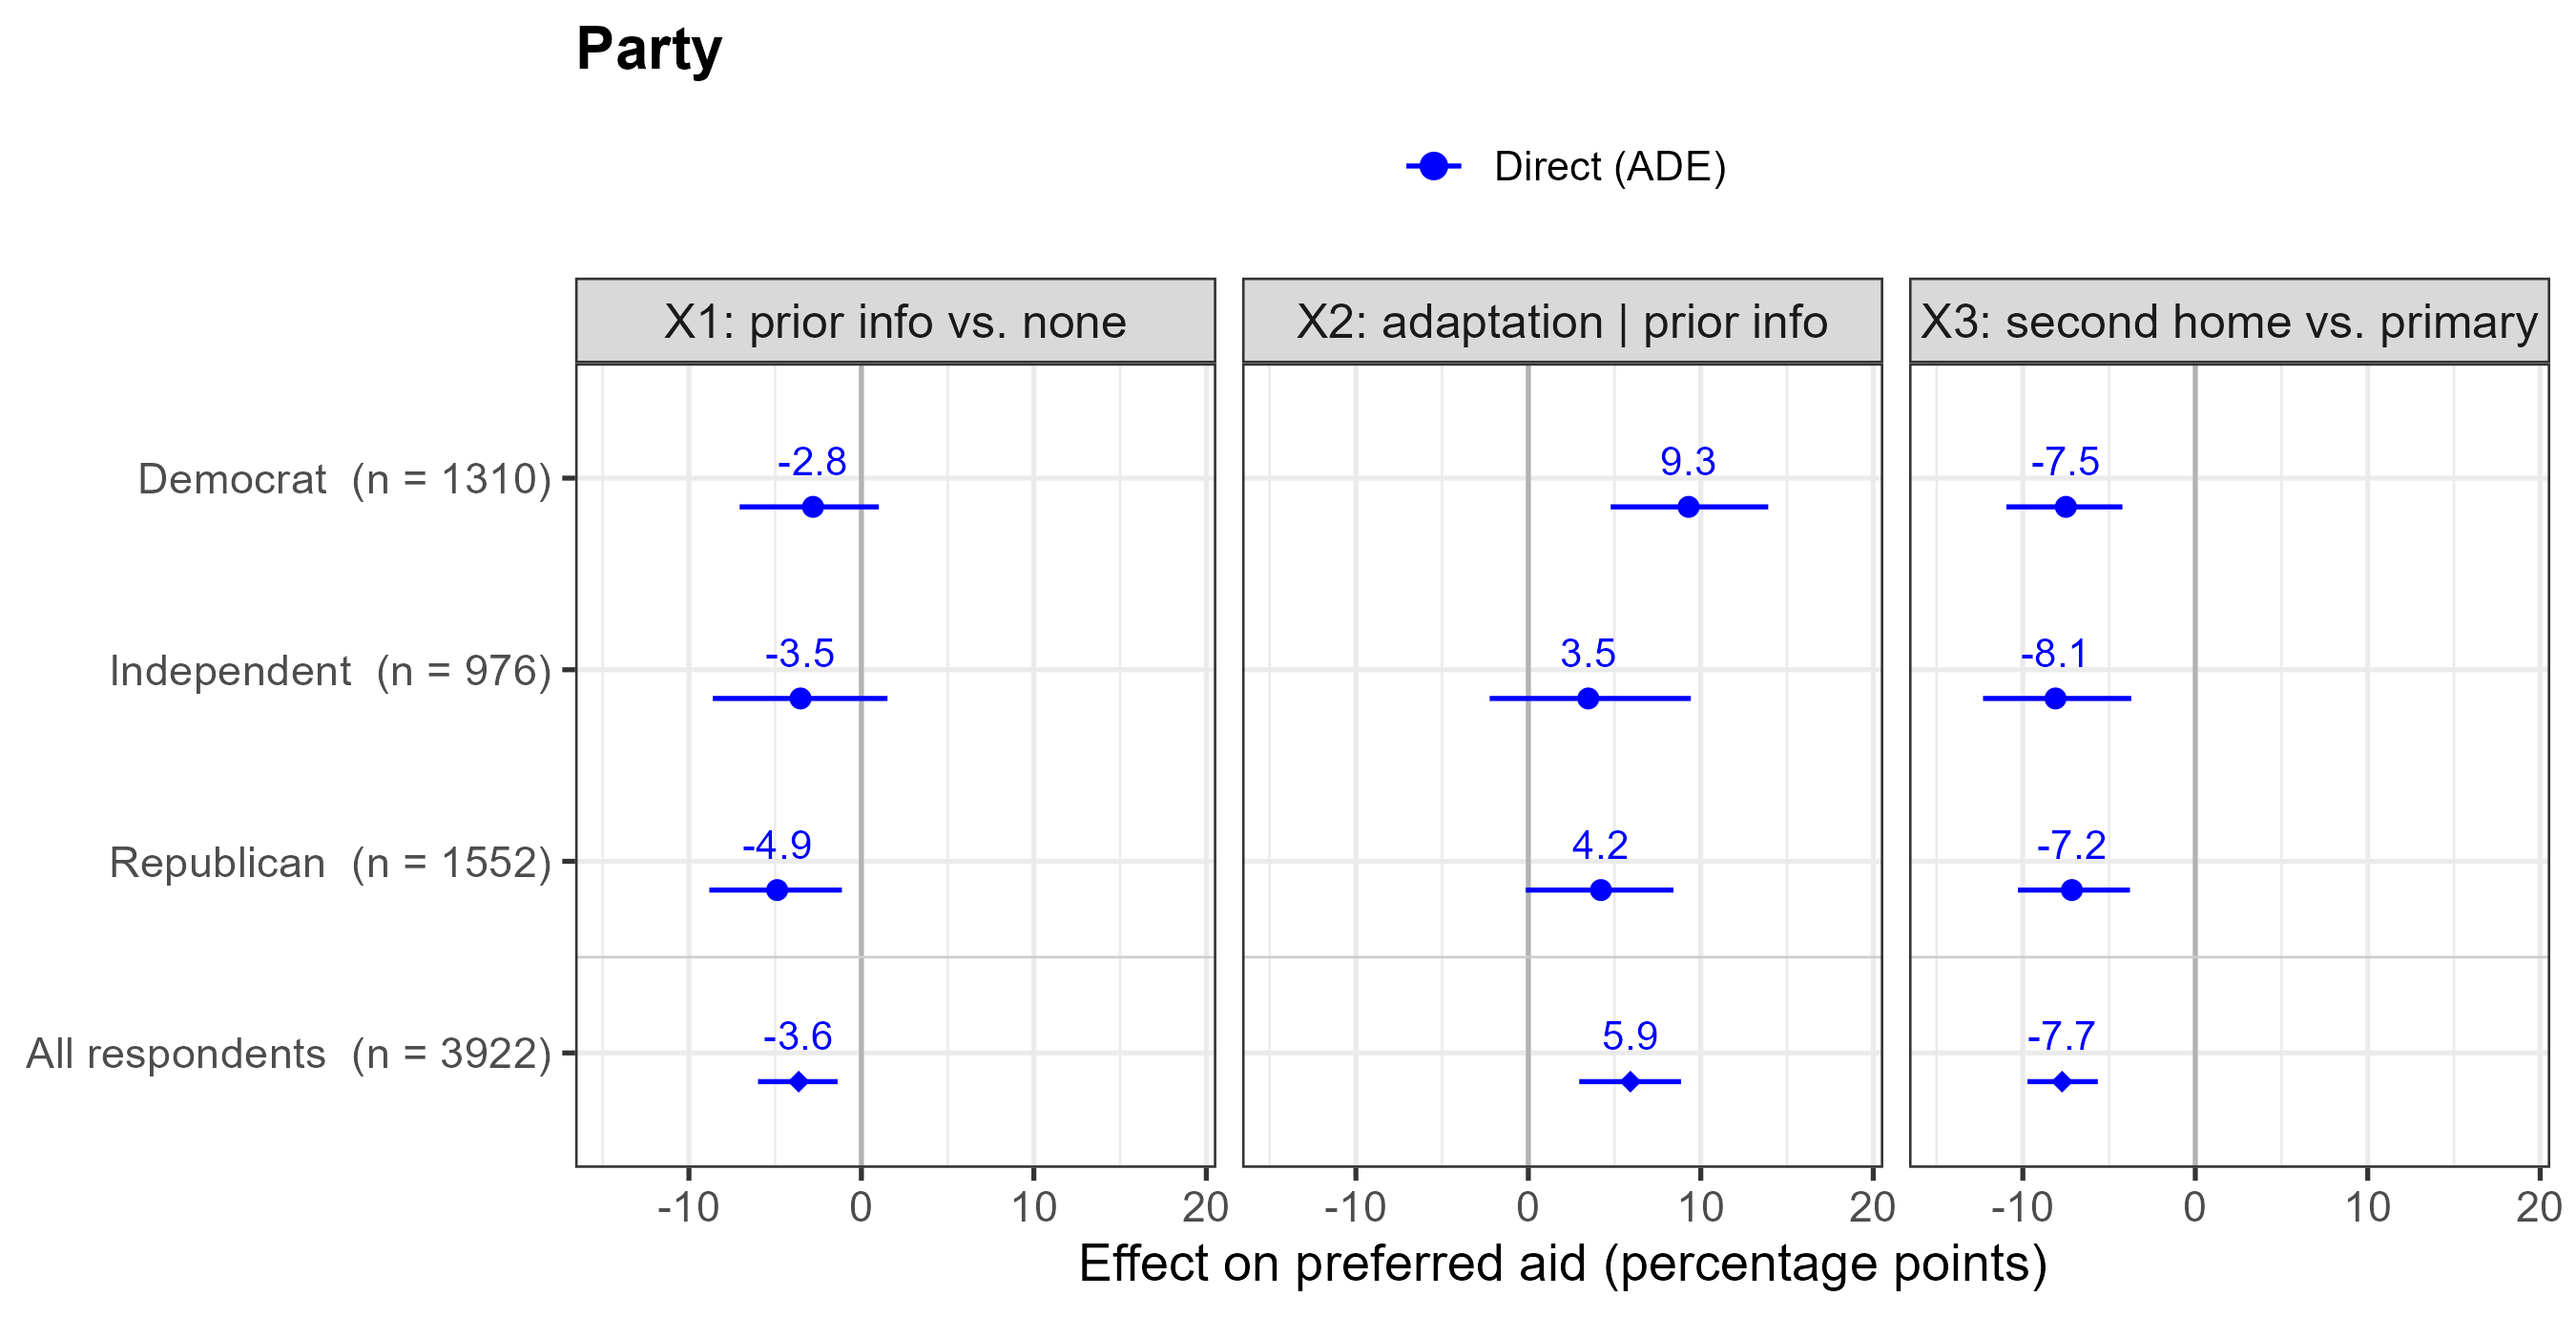 Party
Direct (ADE)
X1: prior info vs. none
X2: adaptation | prior info
X3: second home vs. primary
Democrat (n = 1310)
-2.8
9.3
-7.5
Independent (n = 976)
-3.5
3.5
-8.1
Republican (n = 1552)
-4.9
4.2
-7.2
All respondents (n = 3922)
-3.6
5.9
-7.7
-10 0 10 20
-10 0 10 20
-10 0 10 20
Effect on preferred aid (percentage points)